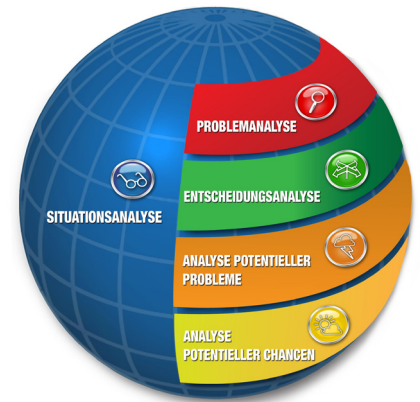 PROBLEMANALYSE
ENTSCHEIDUNGSANALYSE
SITUATIONSANALYSE
ANALYSE POTENTIELLER
PROBLEME
ANALYSE
POTENTIELLER CHANCEN